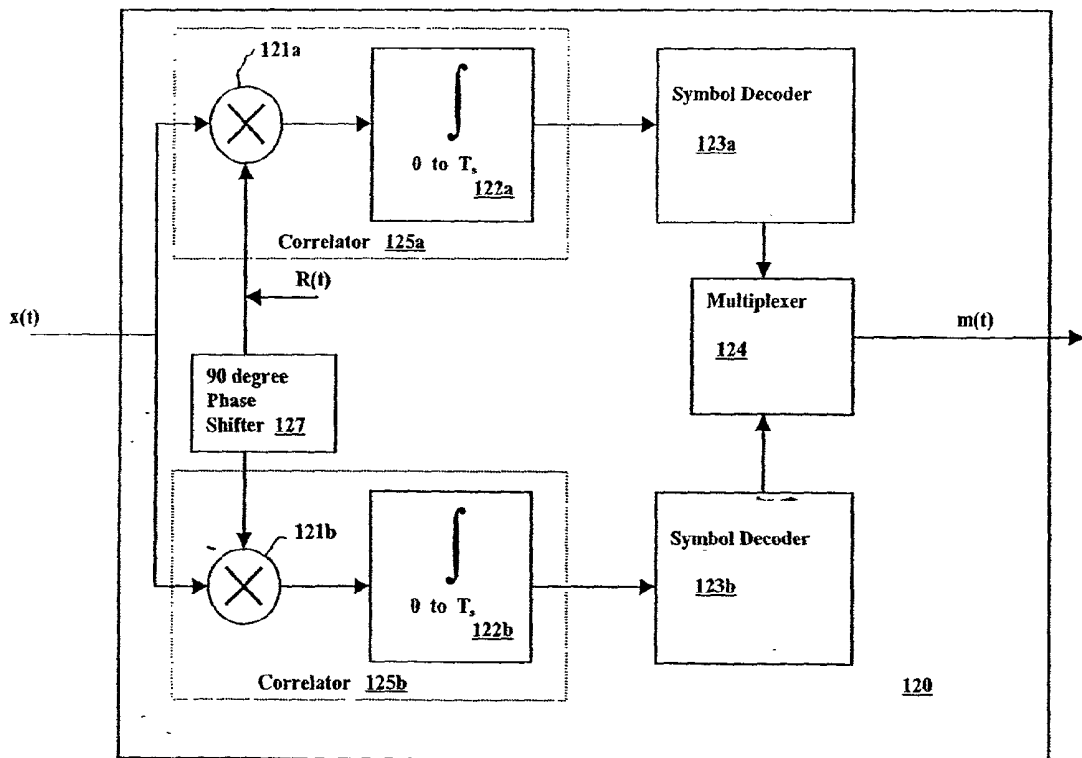 121a
∫
0 to Ts
122a
Symbol Decoder
123a
Correlator 125a
R(t)
x(t)
Multiplexer
124
m(t)
90 degree
Phase
Shifter 127
121b
∫
0 to Ts
122b
Symbol Decoder
123b
Correlator 125b
120